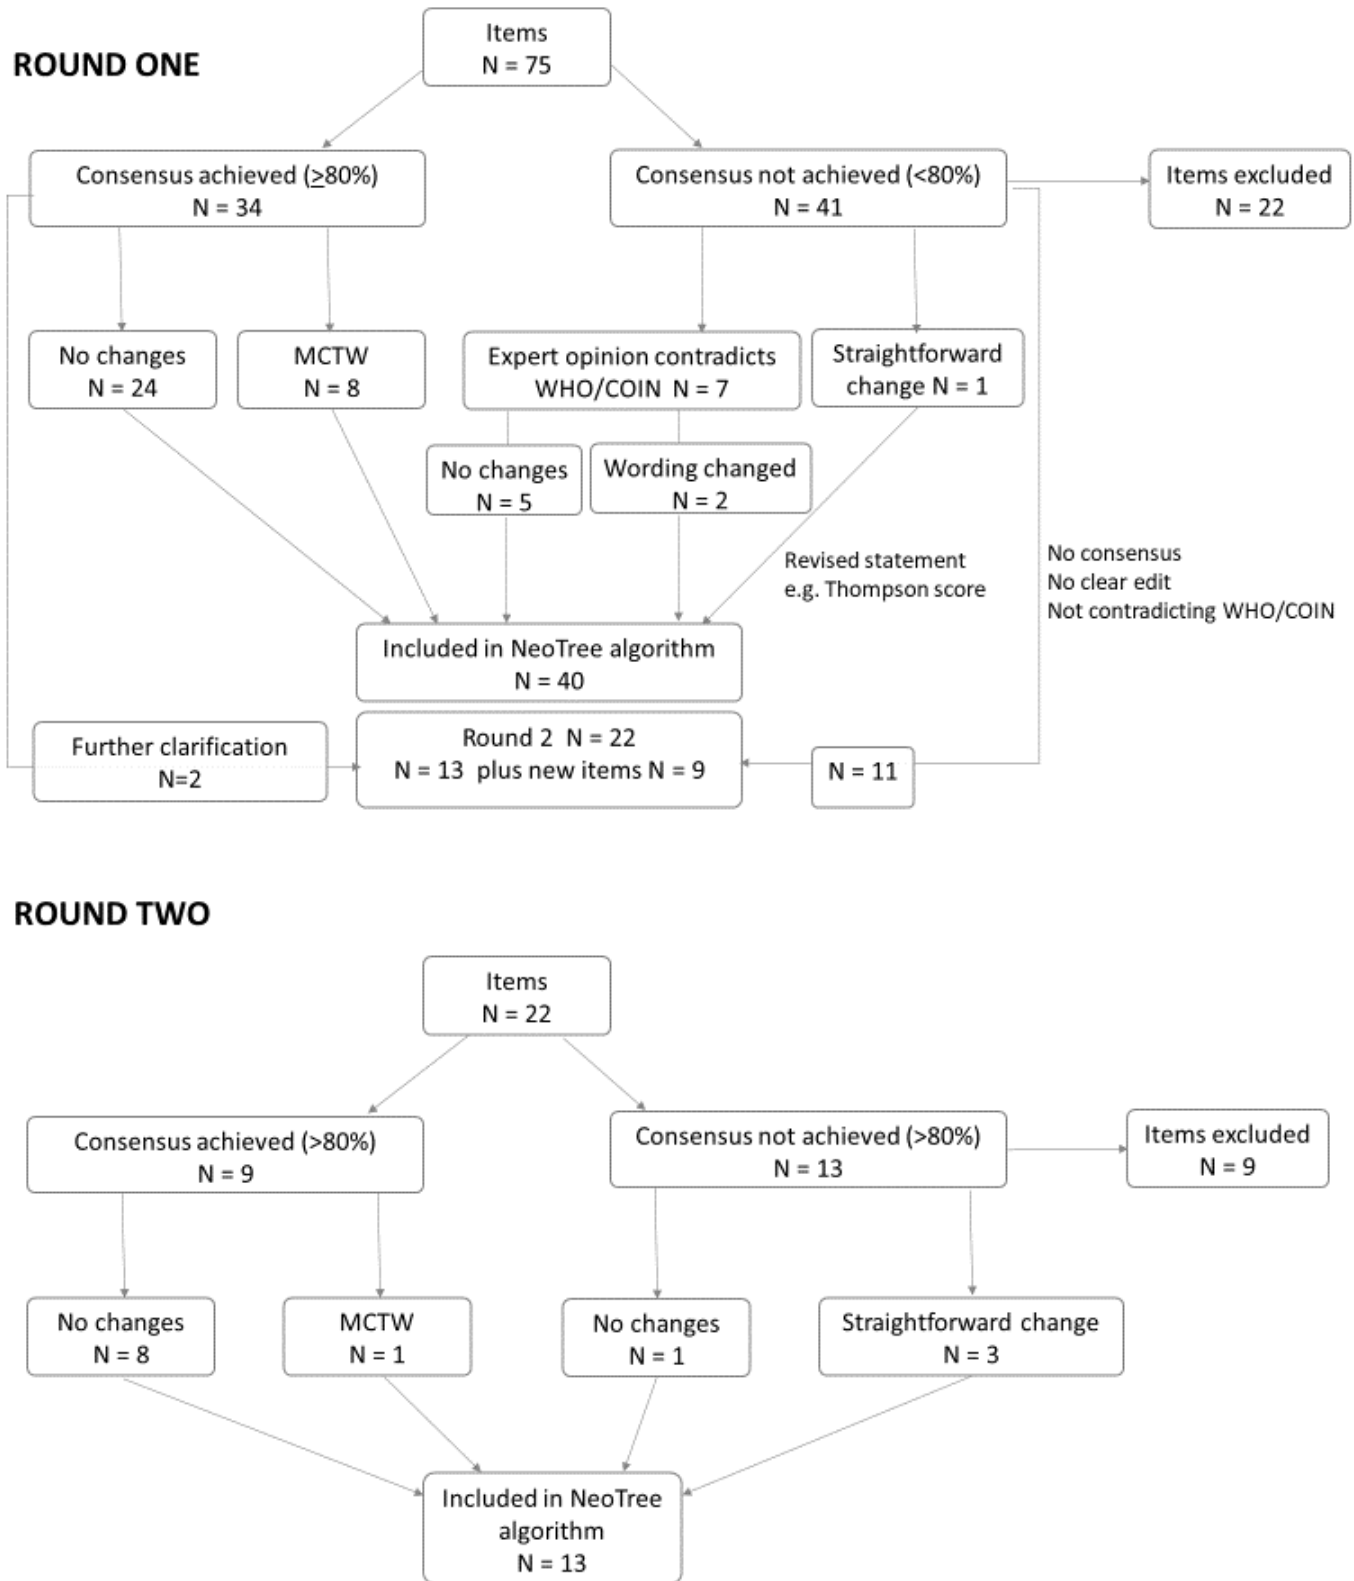 ROUND ONE
Items
N = 75
Consensus achieved (≥80%)
N = 34
Consensus not achieved (<80%)
N = 41
Items excluded
N = 22
No changes
N = 24
MCTW
N = 8
Expert opinion contradicts
WHO/COIN N = 7
Straightforward
change N = 1
No changes
N = 5
Wording changed
N = 2
Revised statement
e.g. Thompson score
No consensus
No clear edit
Not contradicting WHO/COIN
Included in NeoTree algorithm
N = 40
Further clarification
N=2
Round 2 N = 22
N = 13 plus new items N = 9
N = 11
ROUND TWO
Items
N = 22
Consensus achieved (>80%)
N = 9
Consensus not achieved (>80%)
N = 13
Items excluded
N = 9
No changes
N = 8
MCTW
N = 1
No changes
N = 1
Straightforward change
N = 3
Included in NeoTree
algorithm
N = 13